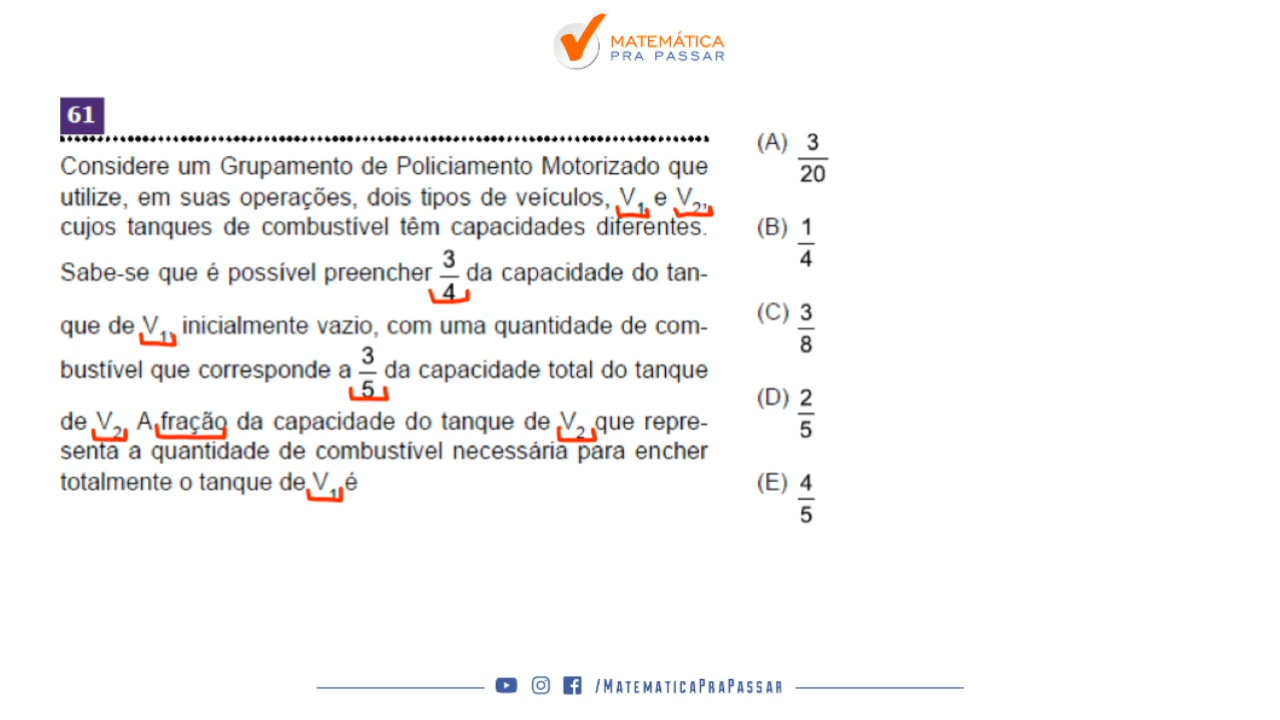 MATEMÁTICA
PRA PASSAR
61
Considere um Grupamento de Policiamento Motorizado que
utilize, em suas operações, dois tipos de veículos, V₁ e V₂,
cujos tanques de combustível têm capacidades diferentes.
Sabe-se que é possível preencher 3/4 da capacidade do tan-
que de V₁, inicialmente vazio, com uma quantidade de com-
bustível que corresponde a 3/5 da capacidade total do tanque
de V₂. A fração da capacidade do tanque de V₂ que repre-
senta a quantidade de combustível necessária para encher
totalmente o tanque de V₁ é
(A) 3/20
(B) 1/4
(C) 3/8
(D) 2/5
(E) 4/5
/MATEMATICAPRAPASSAR